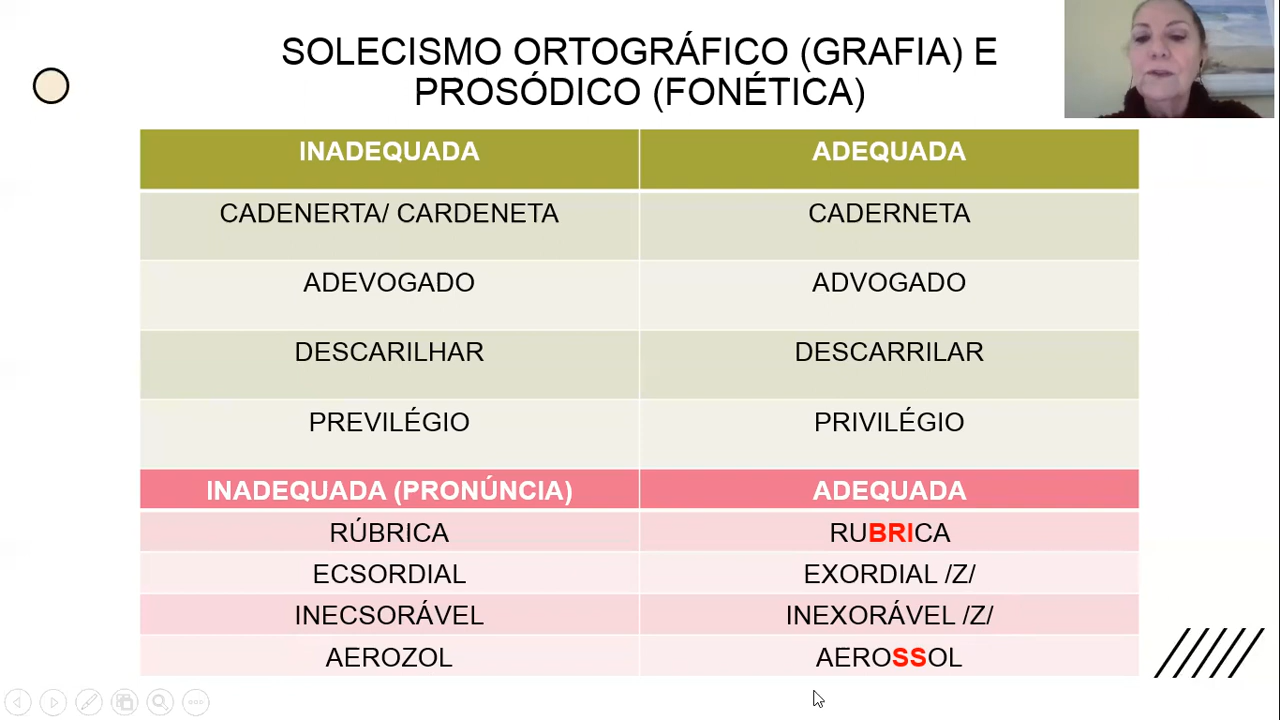 SOLECISMO ORTOGRÁFICO (GRAFIA) E
PROSÓDICO (FONÉTICA)
INADEQUADA ADEQUADA
CADENERTA/ CARDENETA CADERNETA
ADEVOGADO ADVOGADO
DESCARILHAR DESCARRILAR
PREVILÉGIO PRIVILÉGIO
INADEQUADA (PRONÚNCIA) ADEQUADA
RÚBRICA RUBRICA
ECSORDIAL EXORDIAL /Z/
INECSORÁVEL INEXORÁVEL /Z/
AEROZOL AEROSSOL